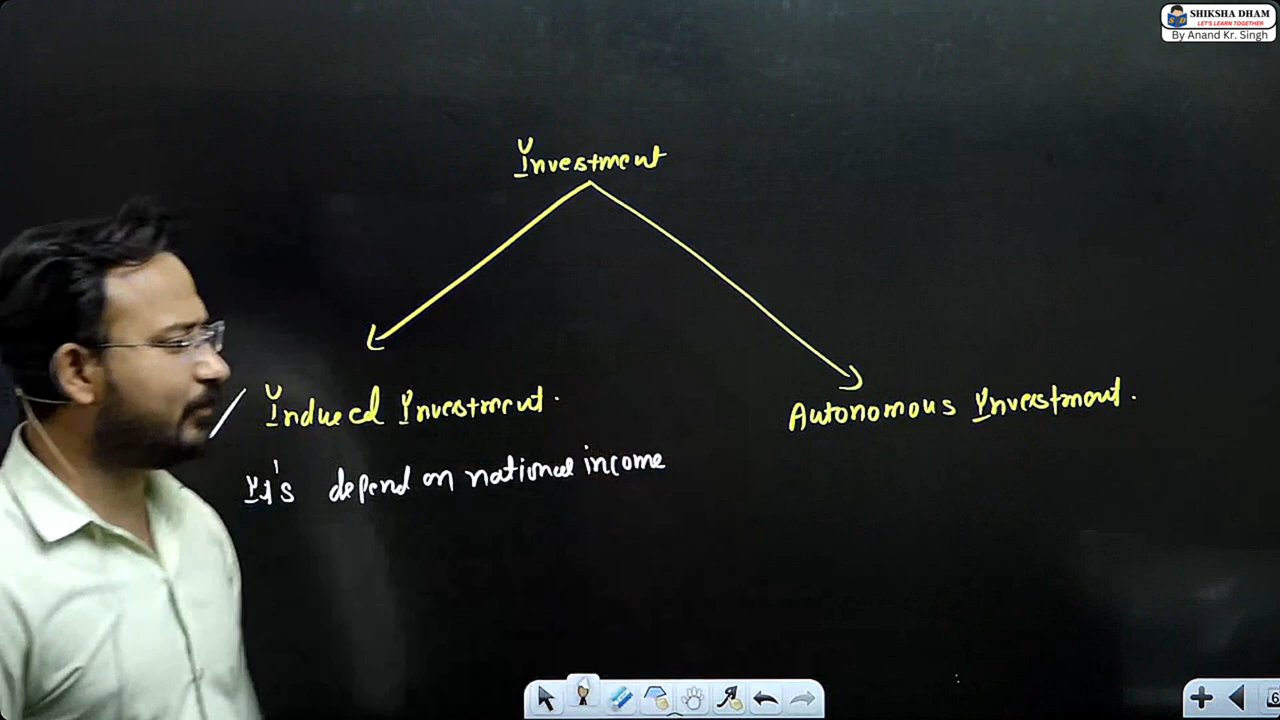 SHIKSHA DHAM
LET'S LEARN TOGETHER
By Anand Kr. Singh
Investment
Induced Investment.
Autonomous Investment.
It's depend on national income
6